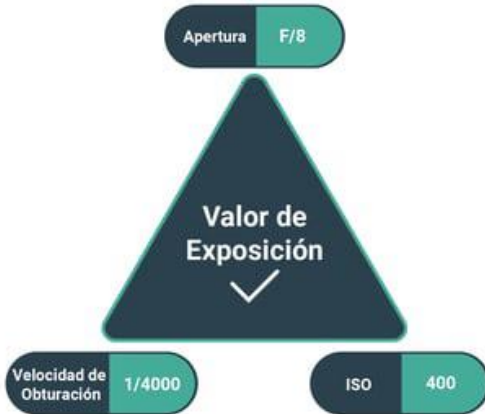 Apertura F/8
Valor de
Exposición
Velocidad de
Obturación 1/4000
ISO 400